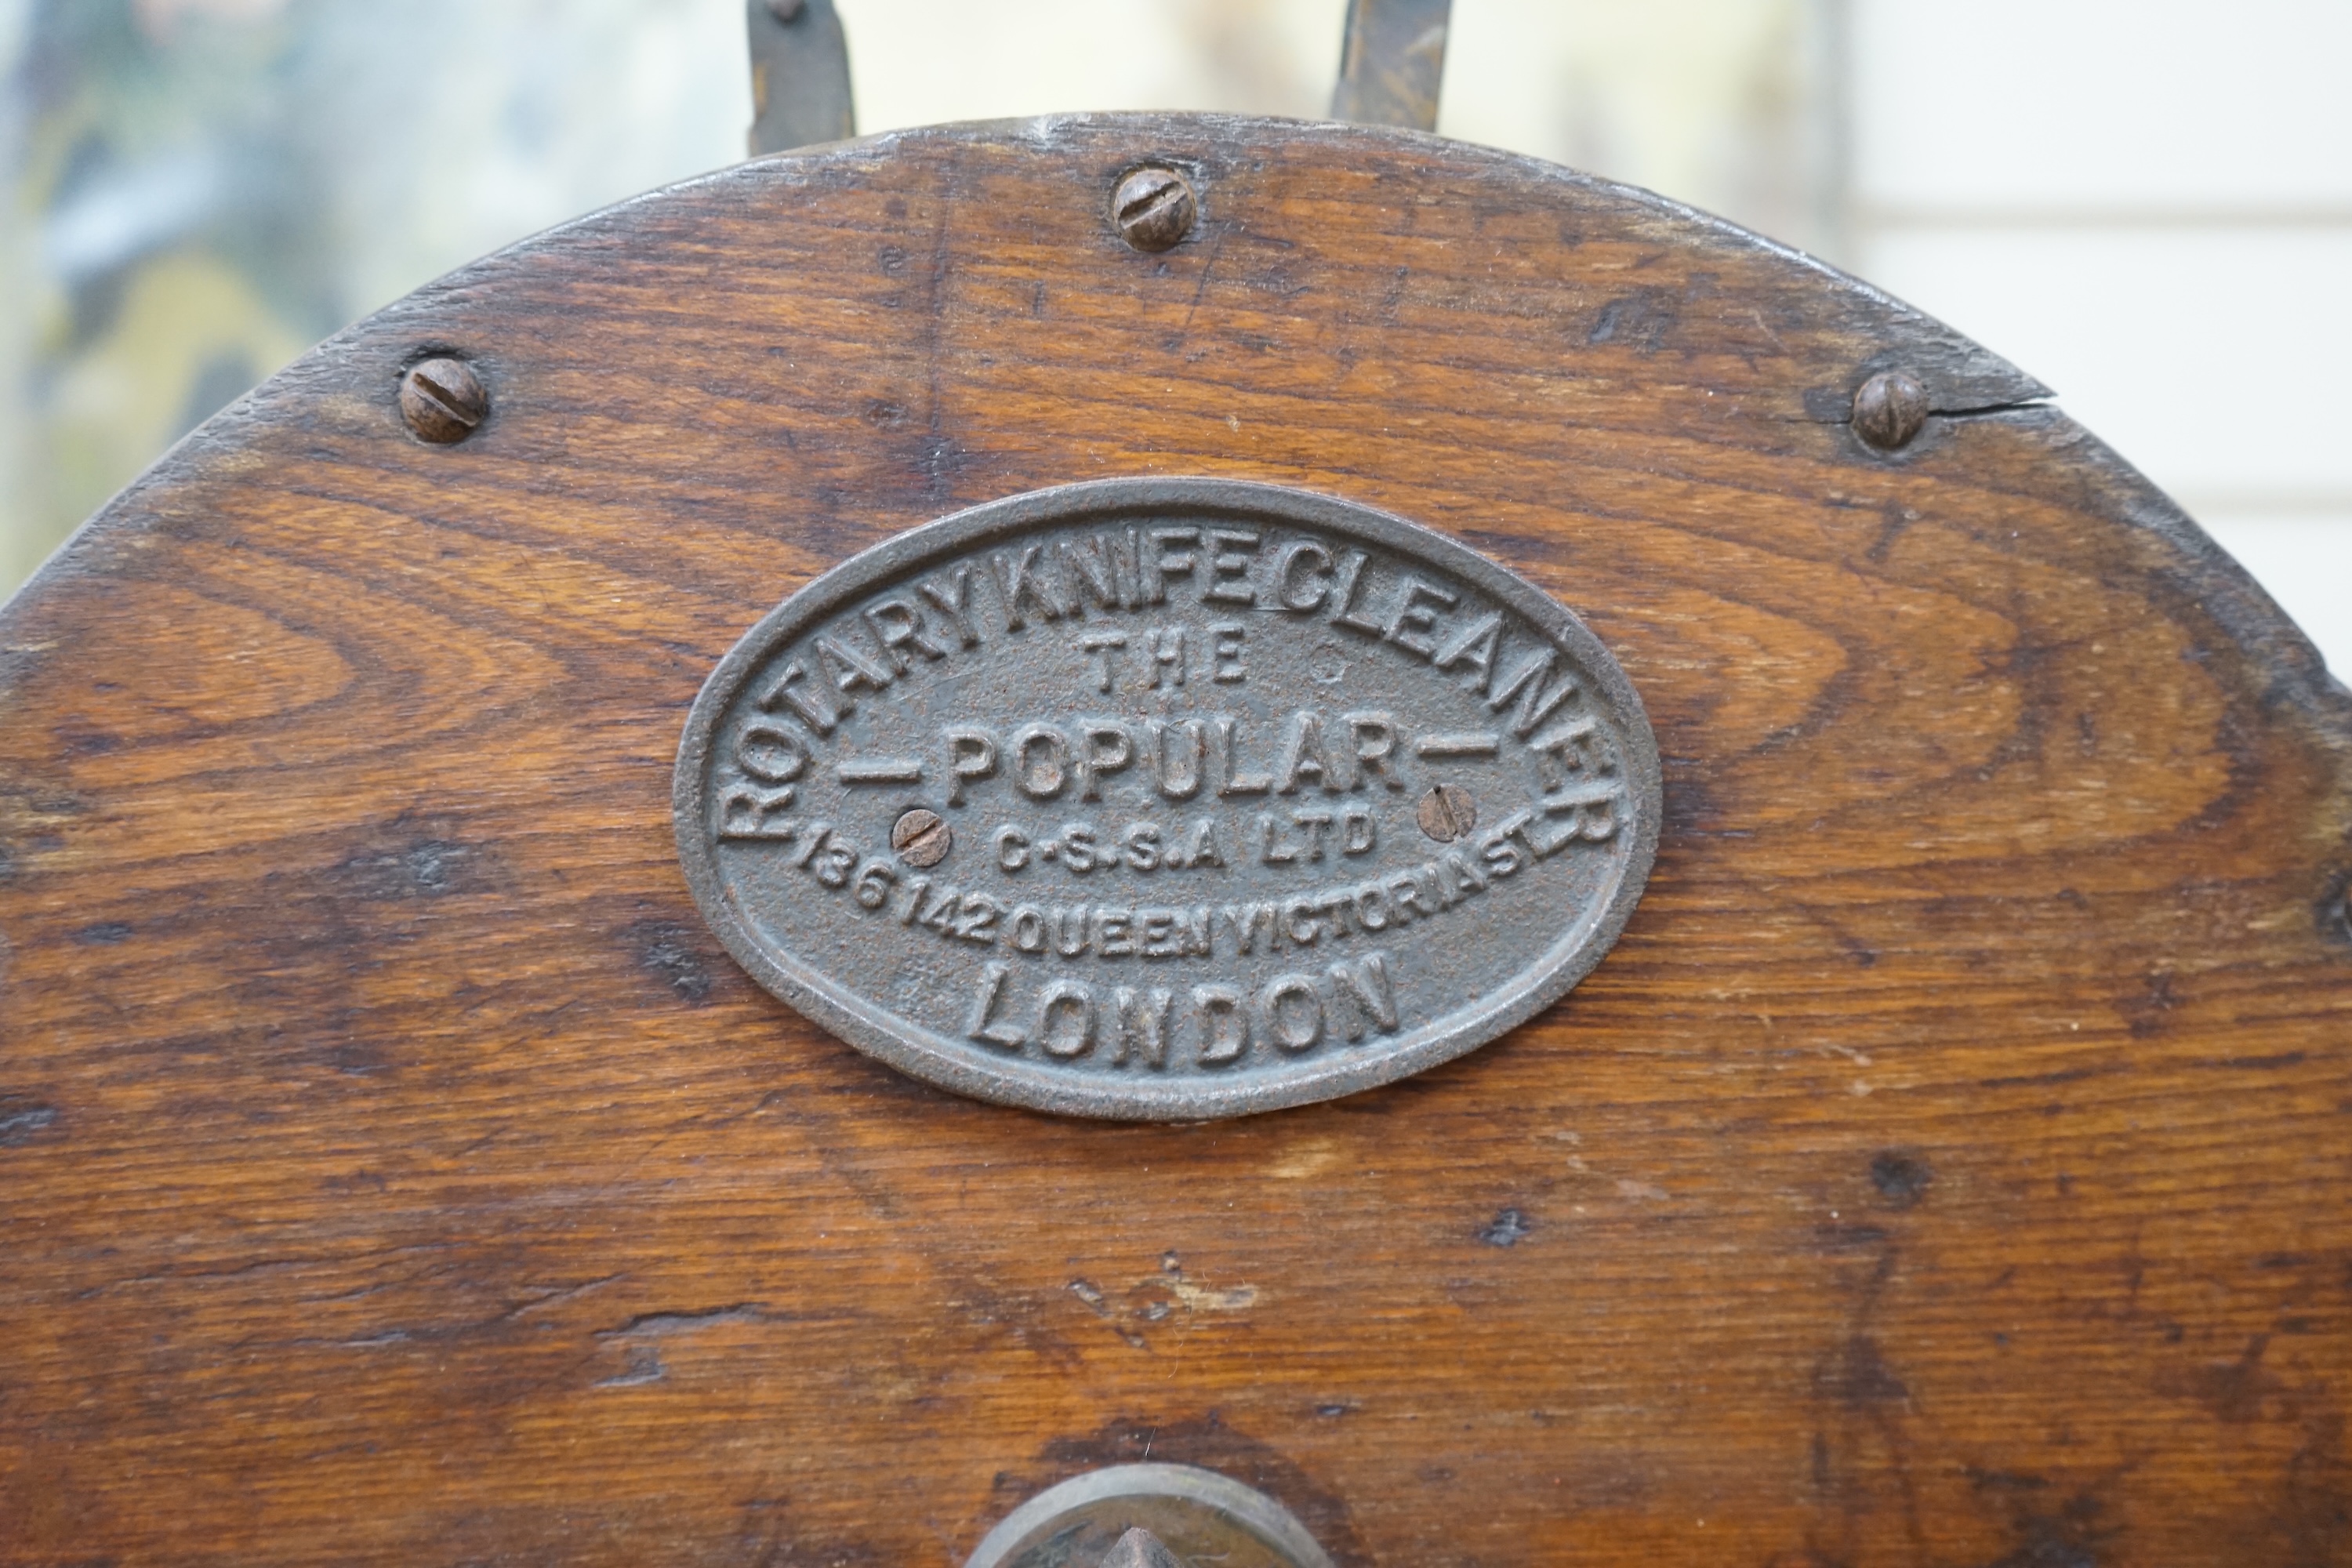 ROTARY KNIFE CLEANER
THE
— POPULAR —
C·S.S.A LTD
136 142 QUEEN VICTORIA ST
LONDON